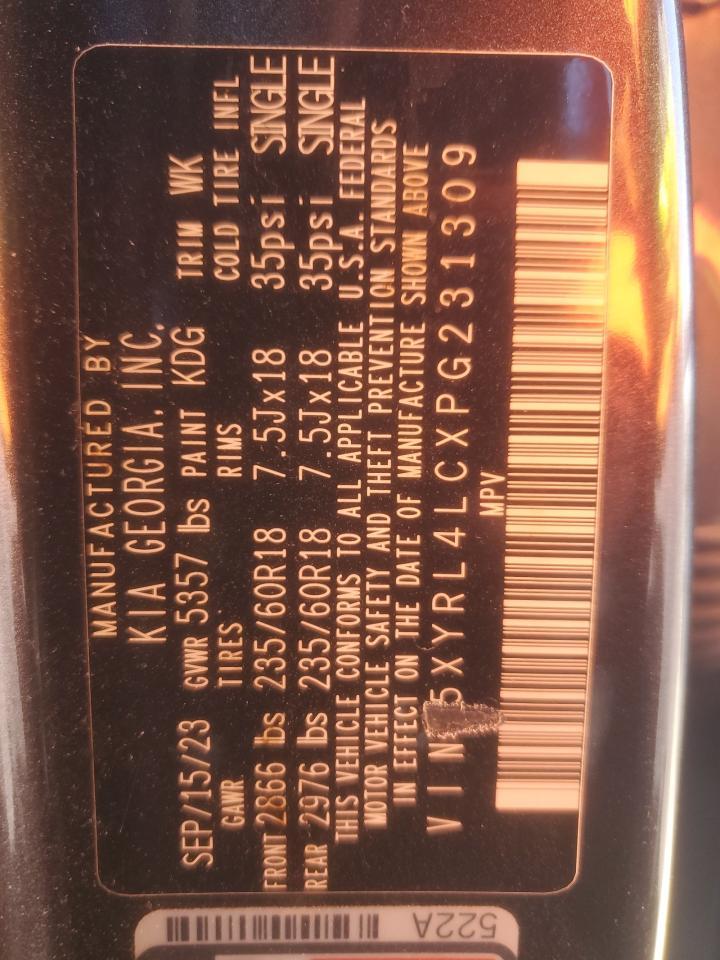 MANUFACTURED BY
KIA GEORGIA, INC.
SEP/15/23 GVWR 5357 lbs PAINT KDG TRIM WK
GAWR TIRES RIMS COLD TIRE INFL
FRONT 2866 lbs 235/60R18 7.5Jx18 35psi SINGLE
REAR 2976 lbs 235/60R18 7.5Jx18 35psi SINGLE
THIS VEHICLE CONFORMS TO ALL APPLICABLE U.S.A. FEDERAL
MOTOR VEHICLE SAFETY AND THEFT PREVENTION STANDARDS
IN EFFECT ON THE DATE OF MANUFACTURE SHOWN ABOVE
VIN 5XYRL4LCXPG231309
MPV
522A